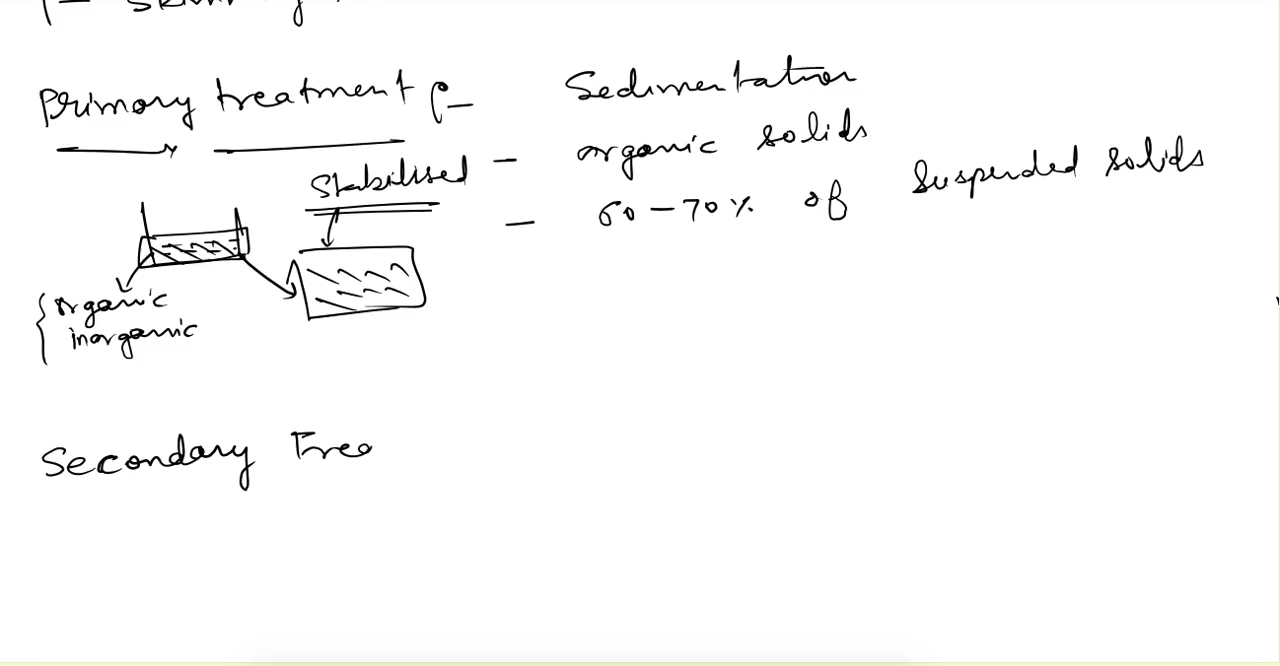 Primary treatment :- Sedimentation
- organic solids
- 60-70% of suspended solids
Stabilised
{ organic
inorganic
Secondary Trea